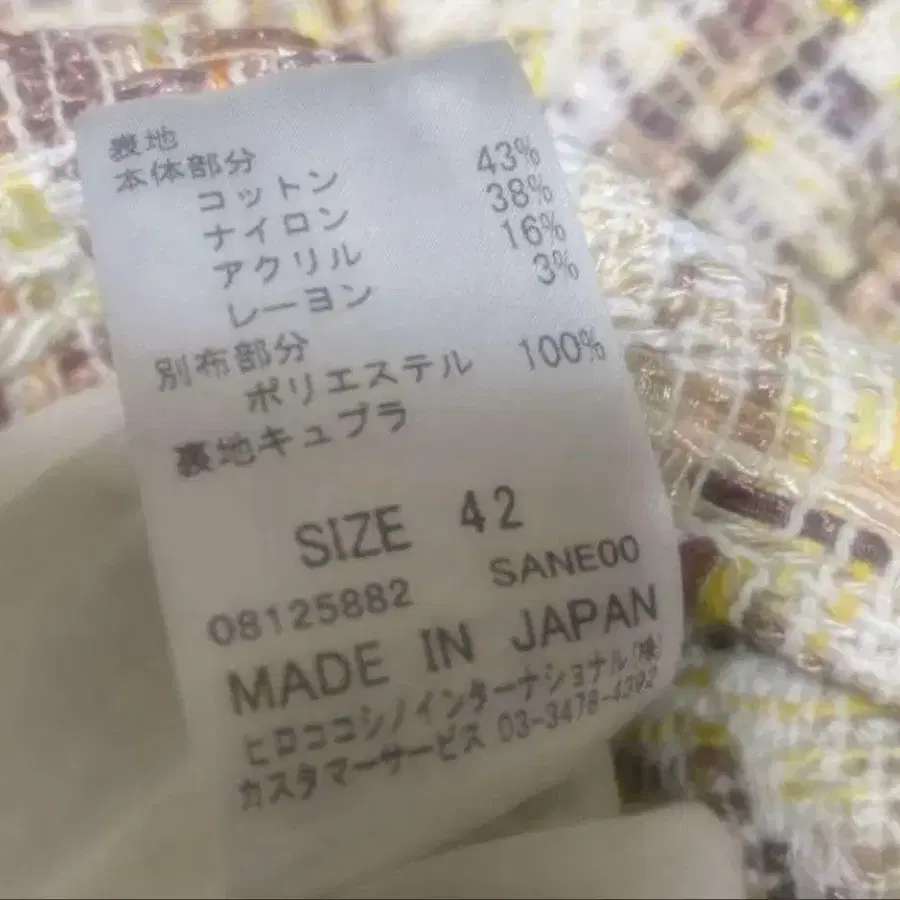 表地
本体部分
コットン 43%
ナイロン 38%
アクリル 16%
レーヨン 3%
別布部分
ポリエステル 100%
裏地キュプラ
SIZE 42
08125882 SANE00
MADE IN JAPAN
ヒロココシノインターナショナル(株)
カスタマーサービス 03-3478-4392